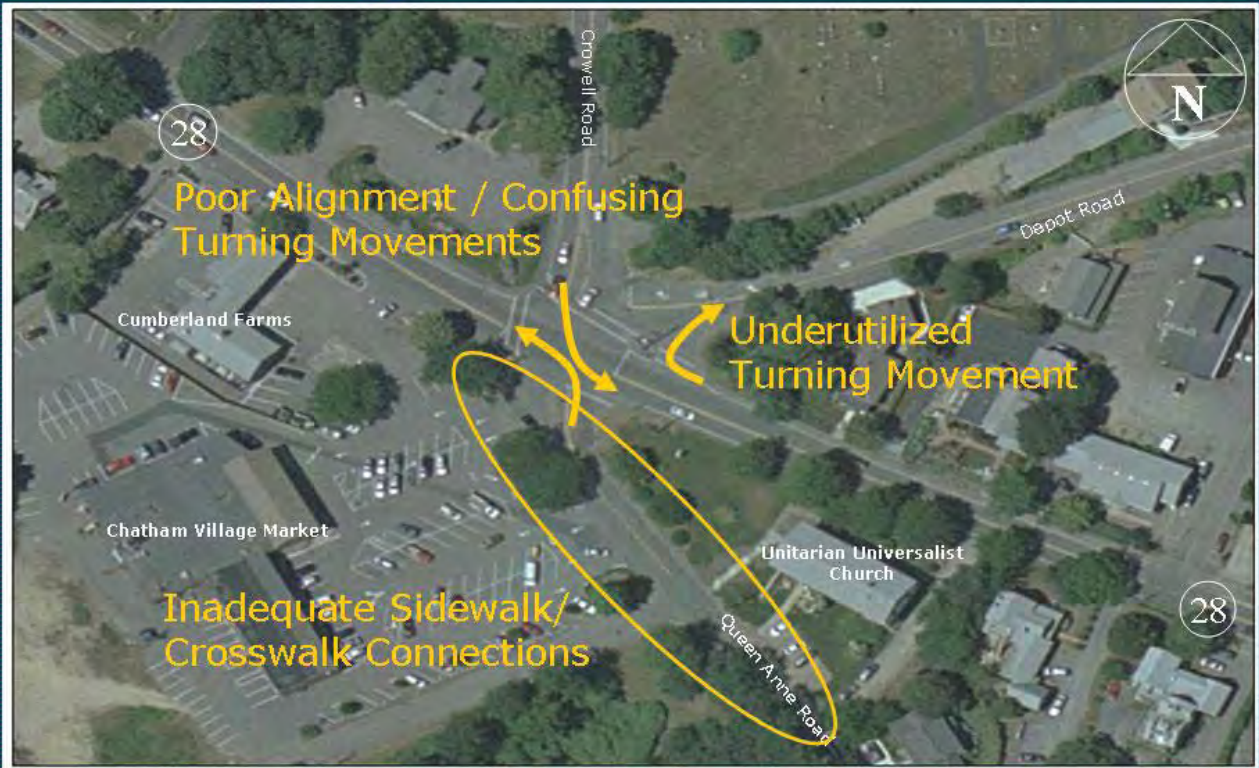 Crowell Road
N
28
Poor Alignment / Confusing
Turning Movements
Depot Road
Cumberland Farms
Underutilized
Turning Movement
Chatham Village Market
Unitarian Universalist
Church
Inadequate Sidewalk/
Crosswalk Connections
28
Queen Anne Road